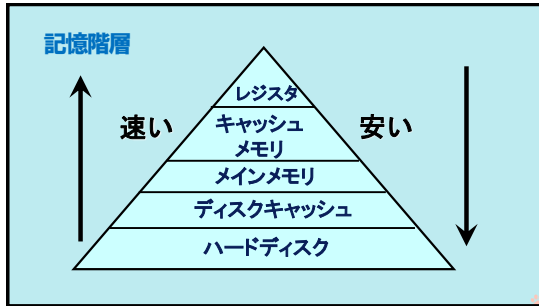 記憶階層
レジスタ
速い
キャッシュ
メモリ
安い
メインメモリ
ディスクキャッシュ
ハードディスク